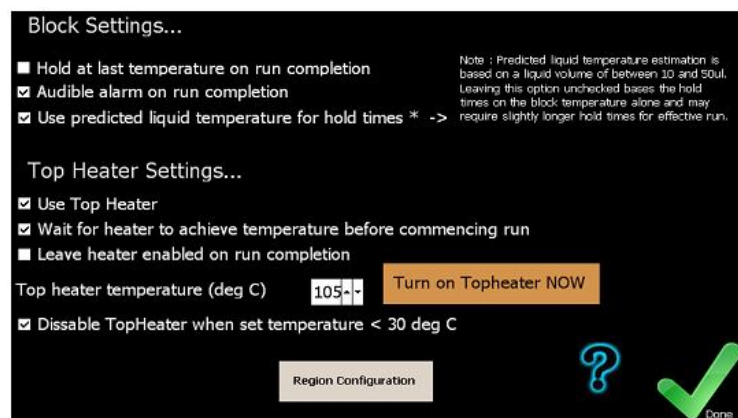 Block Settings...
Hold at last temperature on run completion
Audible alarm on run completion
Use predicted liquid temperature for hold times * ->
Note : Predicted liquid temperature estimation is
based on a liquid volume of between 10 and 50ul.
Leaving this option unchecked bases the hold
times on the block temperature alone and may
require slightly longer hold times for effective run.
Top Heater Settings...
Use Top Heater
Wait for heater to achieve temperature before commencing run
Leave heater enabled on run completion
Top heater temperature (deg C) 105
Turn on Topheater NOW
Dissable TopHeater when set temperature < 30 deg C
Region Configuration
?
Done